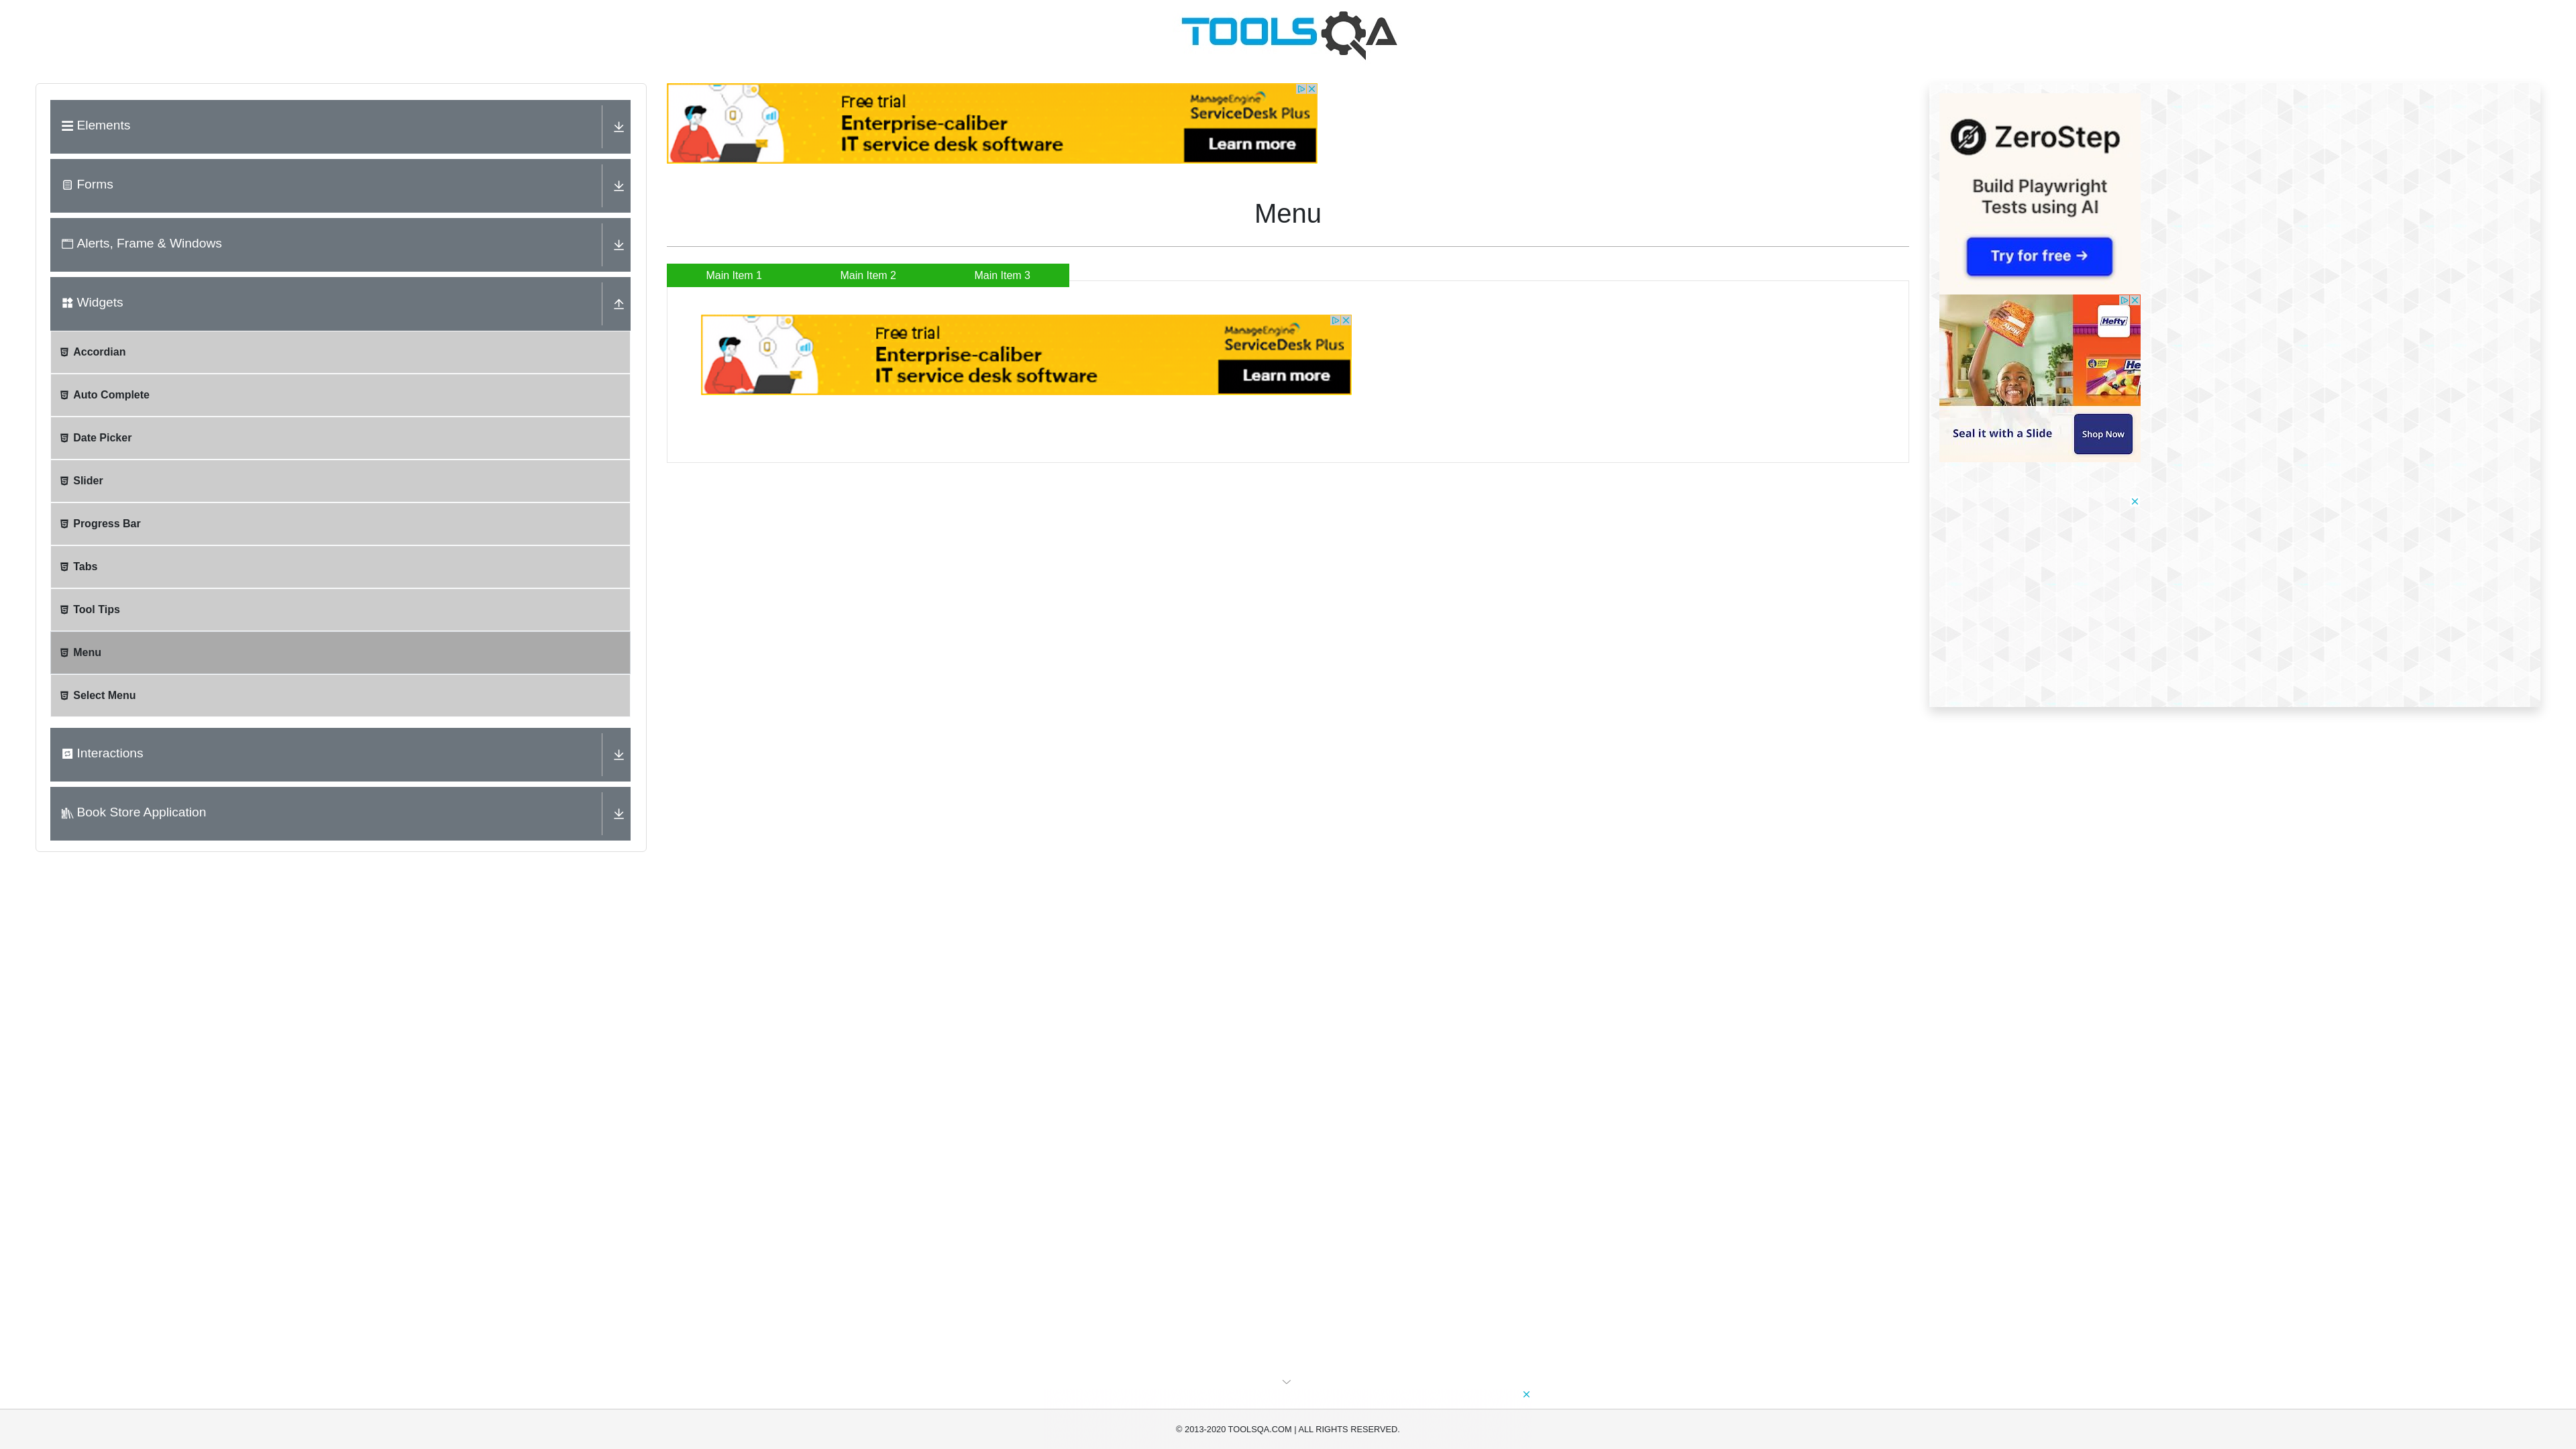 TOOLSQA
Elements
Forms
Alerts, Frame & Windows
Widgets
Accordian
Auto Complete
Date Picker
Slider
Progress Bar
Tabs
Tool Tips
Menu
Select Menu
Interactions
Book Store Application
Free trial
Enterprise-caliber
IT service desk software
ManageEngine
ServiceDesk Plus
Learn more
Menu
Main Item 1
Main Item 2
Main Item 3
Free trial
Enterprise-caliber
IT service desk software
ManageEngine
ServiceDesk Plus
Learn more
ZeroStep
Build Playwright
Tests using AI
Try for free →
Hefty
He
Seal it with a Slide
Shop Now
© 2013-2020 TOOLSQA.COM | ALL RIGHTS RESERVED.